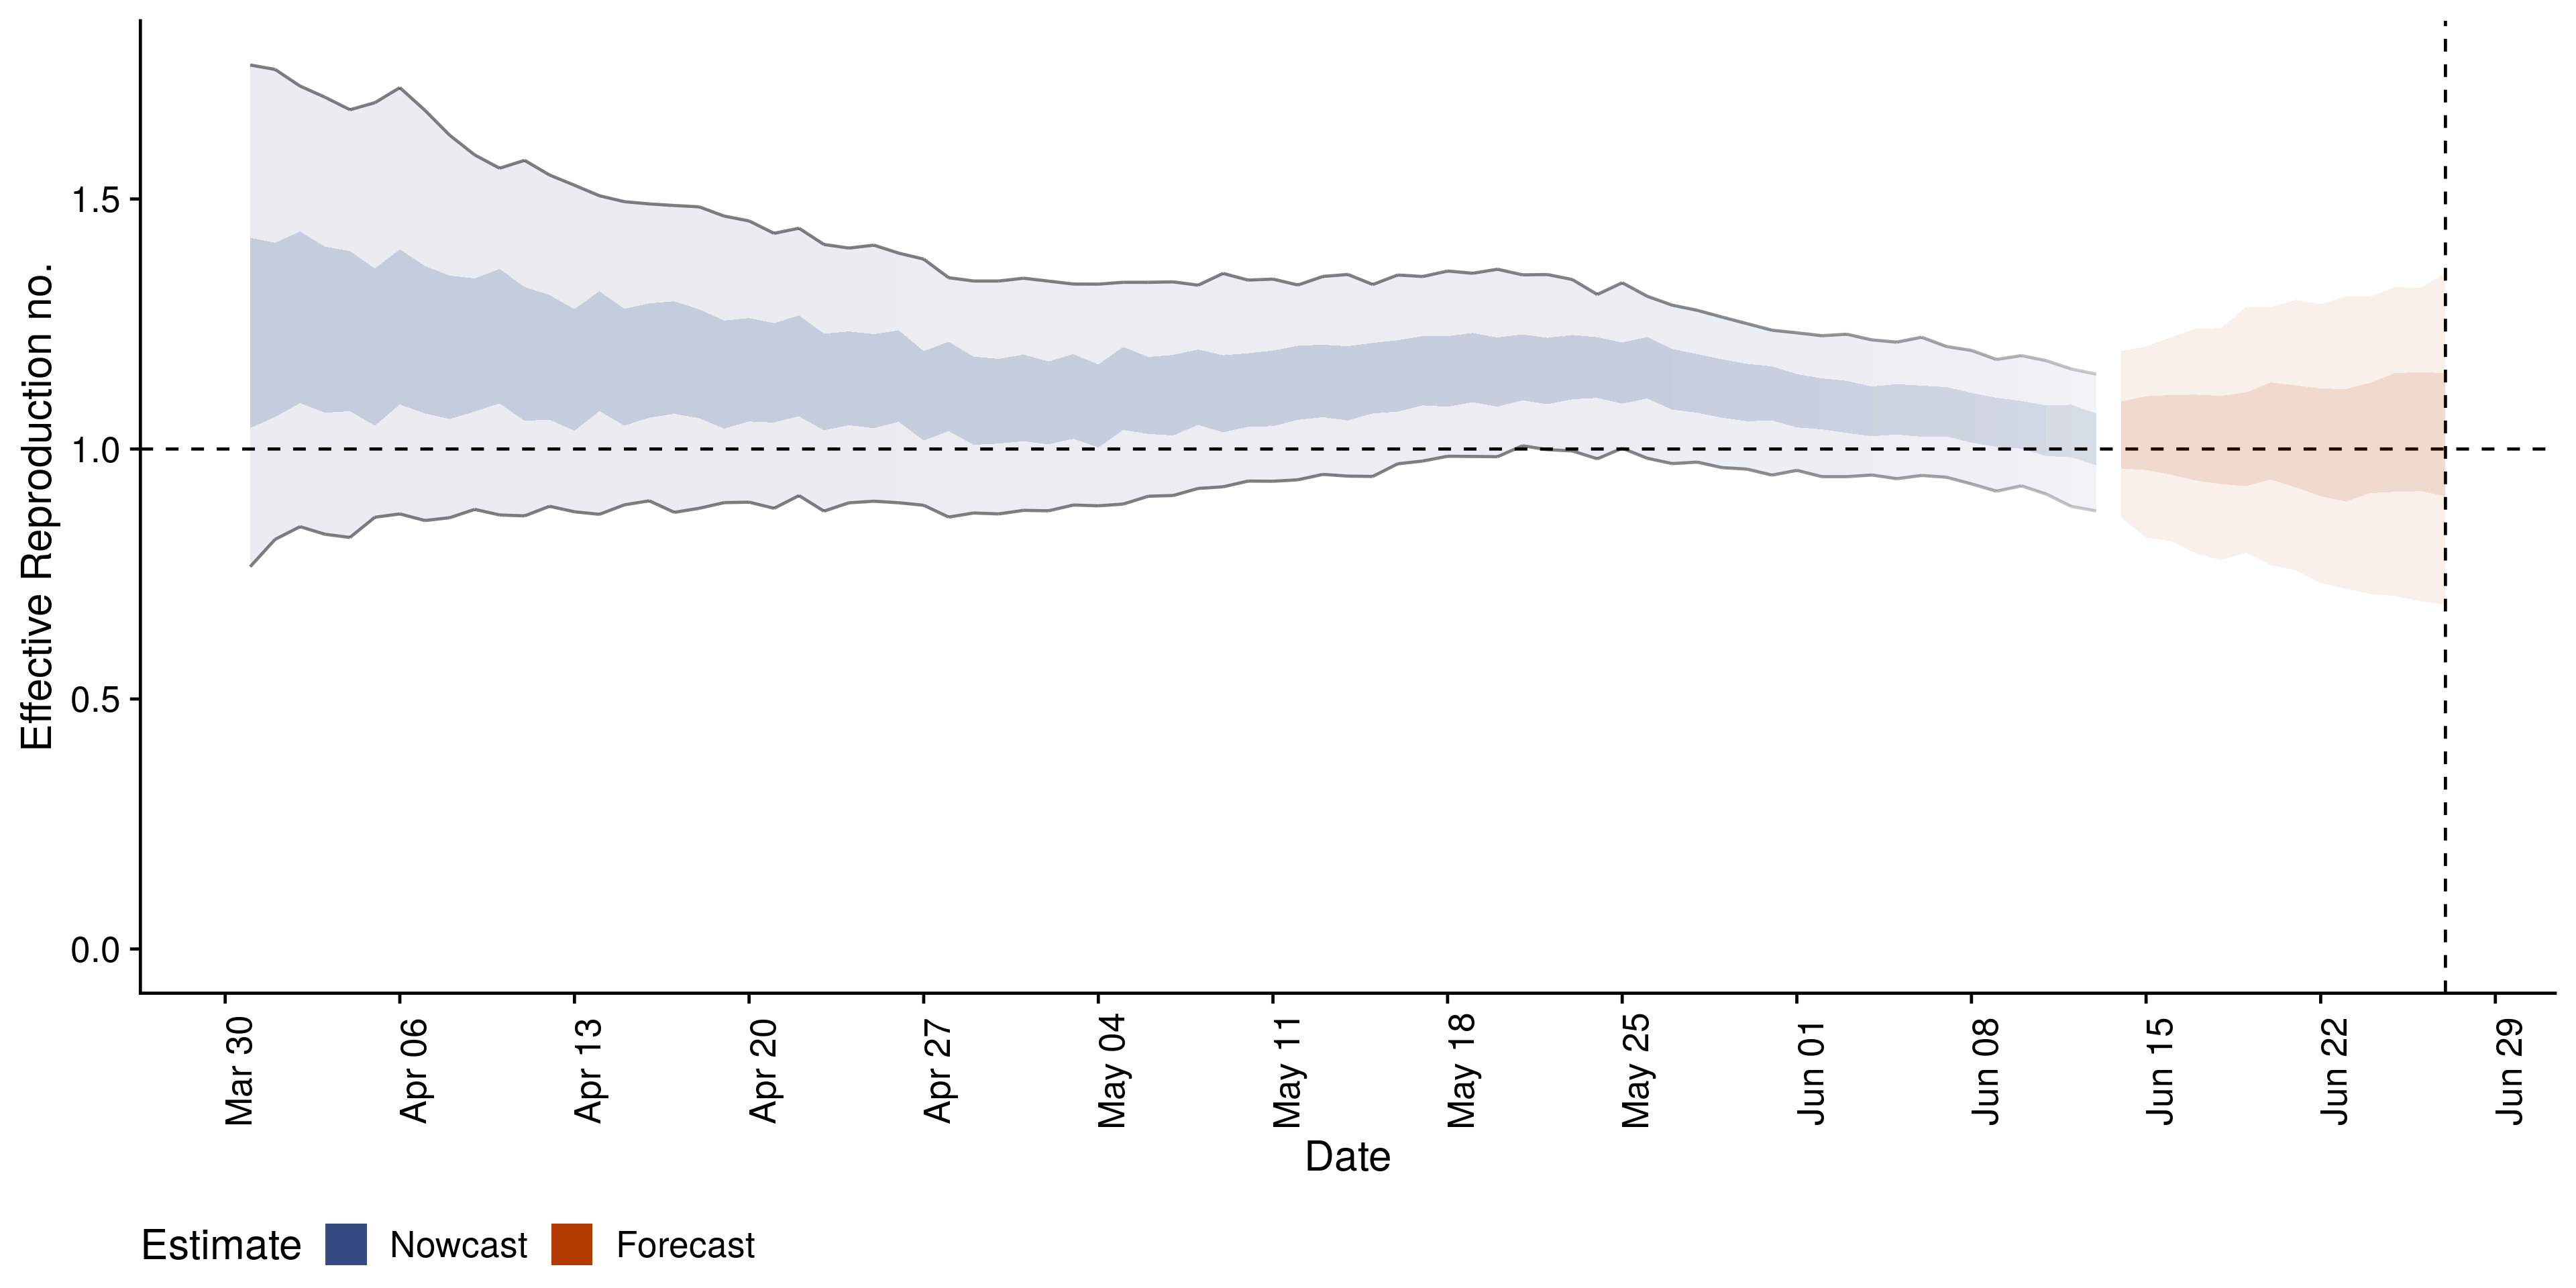 Effective Reproduction no.
1.5
1.0
0.5
0.0
Mar 30
Apr 06
Apr 13
Apr 20
Apr 27
May 04
May 11
May 18
May 25
Jun 01
Jun 08
Jun 15
Jun 22
Jun 29
Date
Estimate Nowcast Forecast